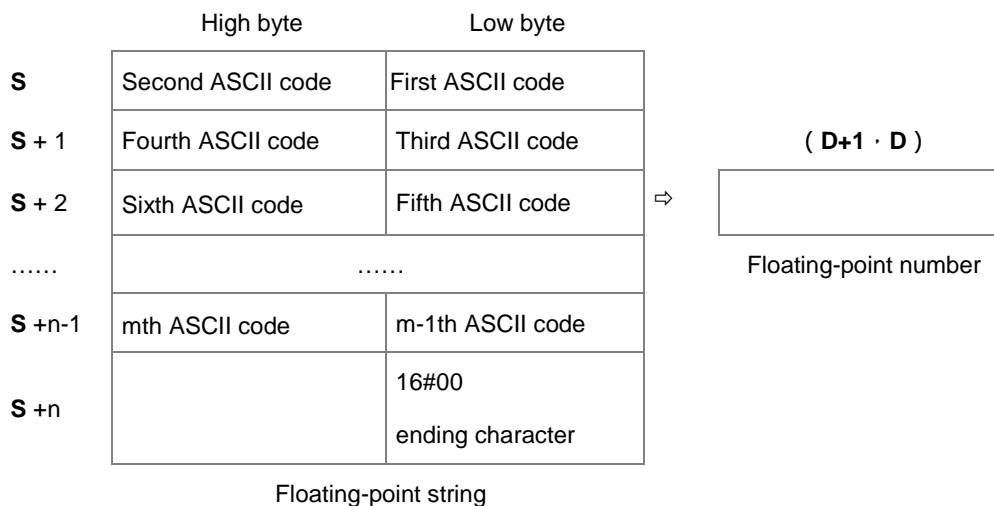 High byte Low byte
S Second ASCII code First ASCII code
S + 1 Fourth ASCII code Third ASCII code ( D+1，D )
S + 2 Sixth ASCII code Fifth ASCII code ⇨
…… …… Floating-point number
S +n-1 mth ASCII code m-1th ASCII code
16#00
S +n
ending character
Floating-point string